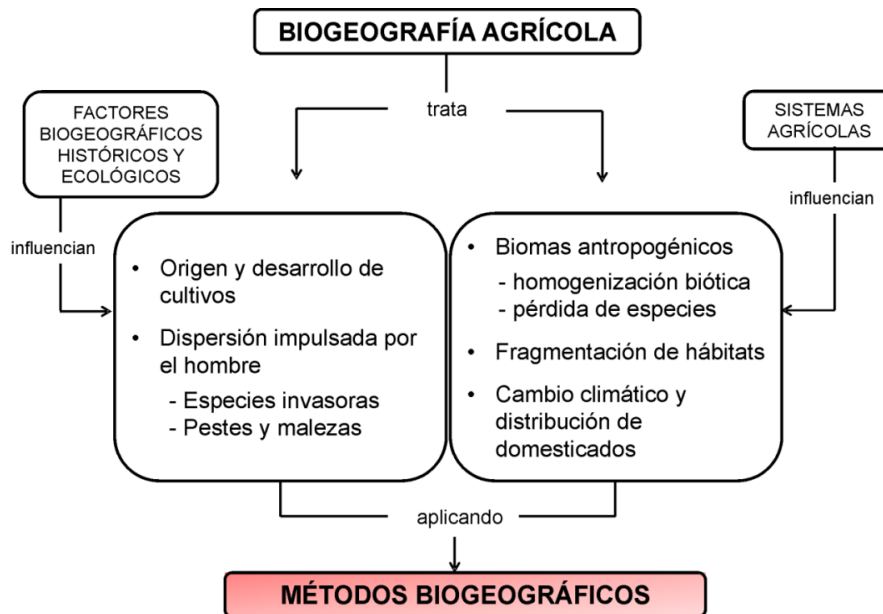 BIOGEOGRAFÍA AGRÍCOLA
trata
FACTORES
BIOGEOGRÁFICOS
HISTÓRICOS Y
ECOLÓGICOS
influencian
SISTEMAS
AGRÍCOLAS
influencian
• Origen y desarrollo de
cultivos
• Dispersión impulsada por
el hombre
- Especies invasoras
- Pestes y malezas
• Biomas antropogénicos
- homogenización biótica
- pérdida de especies
• Fragmentación de hábitats
• Cambio climático y
distribución de
domesticados
aplicando
MÉTODOS BIOGEOGRÁFICOS